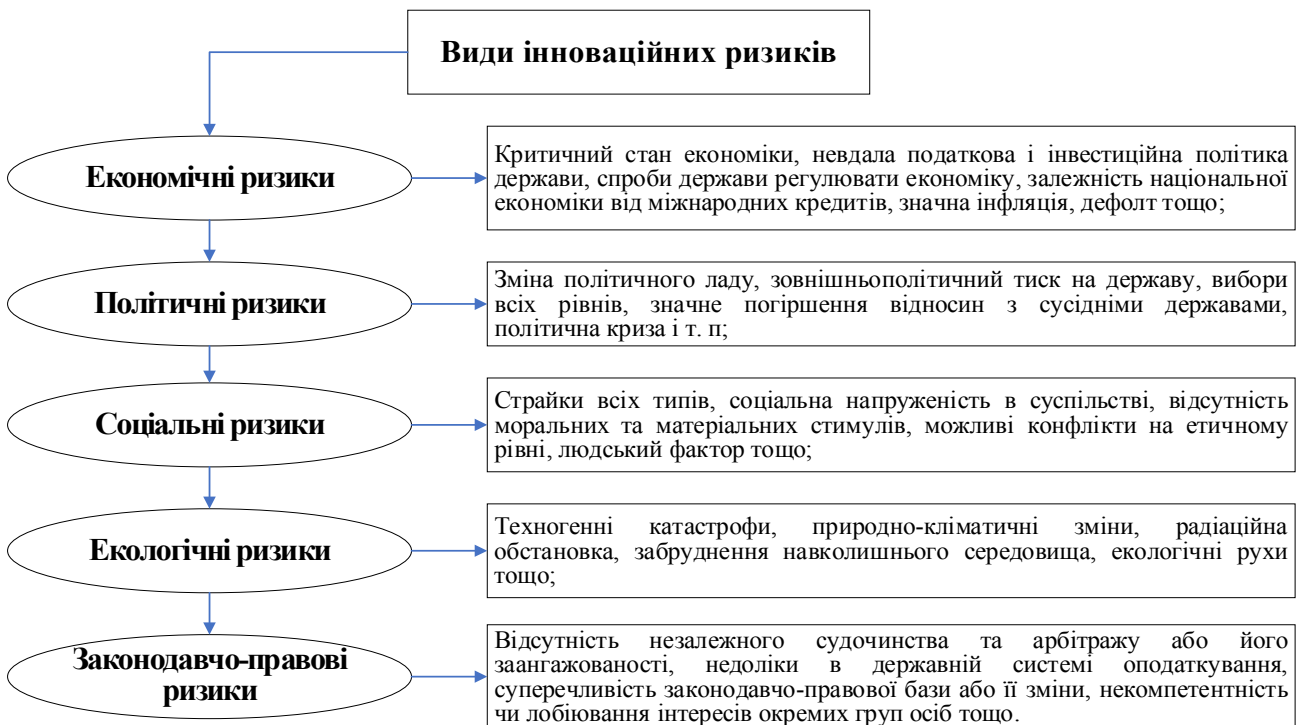 Види інноваційних ризиків
Економічні ризики
Критичний стан економіки, невдала податкова і інвестиційна політика
держави, спроби держави регулювати економіку, залежність національної
економіки від міжнародних кредитів, значна інфляція, дефолт тощо;
Політичні ризики
Зміна політичного ладу, зовнішньополітичний тиск на державу, вибори
всіх рівнів, значне погіршення відносин з сусідніми державами,
політична криза і т. п;
Соціальні ризики
Страйки всіх типів, соціальна напруженість в суспільстві, відсутність
моральних та матеріальних стимулів, можливі конфлікти на етичному
рівні, людський фактор тощо;
Екологічні ризики
Техногенні катастрофи, природно-кліматичні зміни, радіаційна
обстановка, забруднення навколишнього середовища, екологічні рухи
тощо;
Законодавчо-правові
ризики
Відсутність незалежного судочинства та арбітражу або його
заангажованості, недоліки в державній системі оподаткування,
суперечливість законодавчо-правової бази або її зміни, некомпетентність
чи лобіювання інтересів окремих груп осіб тощо.